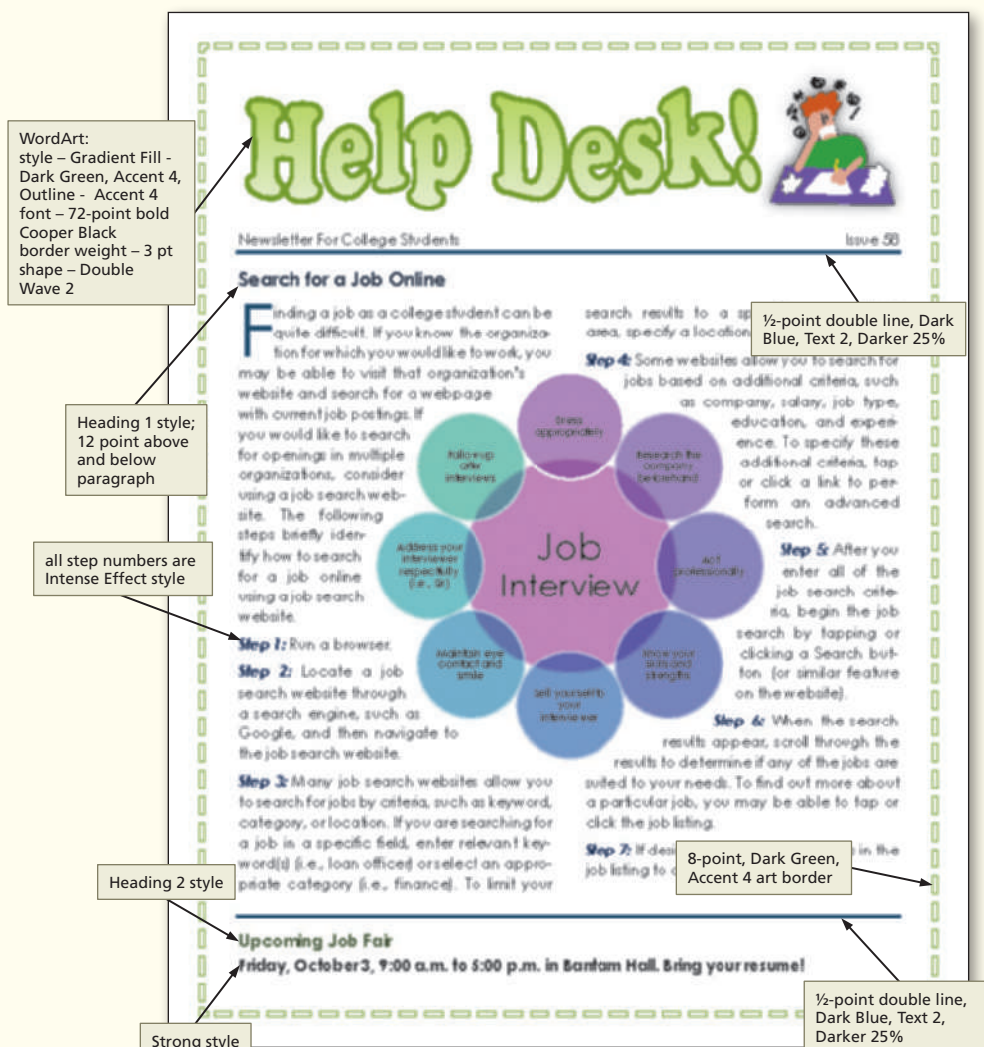 Help Desk!
Newsletter For College Students
Issue 58
Search for a Job Online
Finding a job as a college student can be
quite difficult. If you know the organiza-
tion for which you would like to work, you
may be able to visit that organization's
website and search for a webpage
with current job postings. If
you would like to search
for openings in multiple
organizations, consider
using a job search web-
site. The following
steps briefly iden-
tify how to search
for a job online
using a job search
website.
Step 1: Run a browser.
Step 2: Locate a job
search website through
a search engine, such as
Google, and then navigate to
the job search website.
Step 3: Many job search websites allow you
to search for jobs by criteria, such as keyword,
category, or location. If you are searching for
a job in a specific field, enter relevant key-
word(s) (i.e., loan officer) or select an appro-
priate category (i.e., finance). To limit your
search results to a
area, specify a location
Step 4: Some websites allow you to search for
jobs based on additional criteria, such
as company, salary, job type,
education, and experi-
ence. To specify these
additional criteria, tap
or click a link to per-
form an advanced
search.
Step 5: After you
enter all of the
job search crite-
ria, begin the job
search by tapping or
clicking a Search but-
ton (or similar feature
on the website).
Step 6: When the search
results appear, scroll through the
results to determine if any of the jobs are
suited to your needs. To find out more about
a particular job, you may be able to tap or
click the job listing.
Step 7: If in the
job listing to
Job
Interview
Dress
appropriately
Research the
company
beforehand
Act
professionally
Know your
skills and
strengths
Sell yourself to
your
interviewer
Maintain eye
contact and
smile
Address your
interviewer
respectfully
(i.e., Sir)
Follow-up
after
interviews
Upcoming Job Fair
Friday, October 3, 9:00 a.m. to 5:00 p.m. in Bantam Hall. Bring your resume!
WordArt:
style – Gradient Fill -
Dark Green, Accent 4,
Outline - Accent 4
font – 72-point bold
Cooper Black
border weight – 3 pt
shape – Double
Wave 2
½-point double line, Dark
Blue, Text 2, Darker 25%
Heading 1 style;
12 point above
and below
paragraph
all step numbers are
Intense Effect style
8-point, Dark Green,
Accent 4 art border
Heading 2 style
½-point double line,
Dark Blue, Text 2,
Darker 25%
Strong style